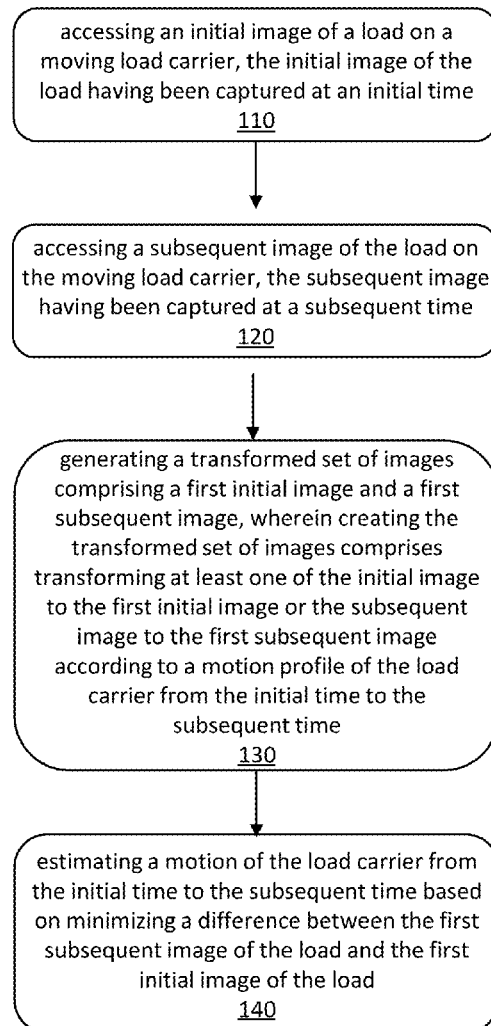 accessing an initial image of a load on a
moving load carrier, the initial image of the
load having been captured at an initial time
110
accessing a subsequent image of the load on
the moving load carrier, the subsequent image
having been captured at a subsequent time
120
generating a transformed set of images
comprising a first initial image and a first
subsequent image, wherein creating the
transformed set of images comprises
transforming at least one of the initial image
to the first initial image or the subsequent
image to the first subsequent image
according to a motion profile of the load
carrier from the initial time to the
subsequent time
130
estimating a motion of the load carrier from
the initial time to the subsequent time based
on minimizing a difference between the first
subsequent image of the load and the first
initial image of the load
140